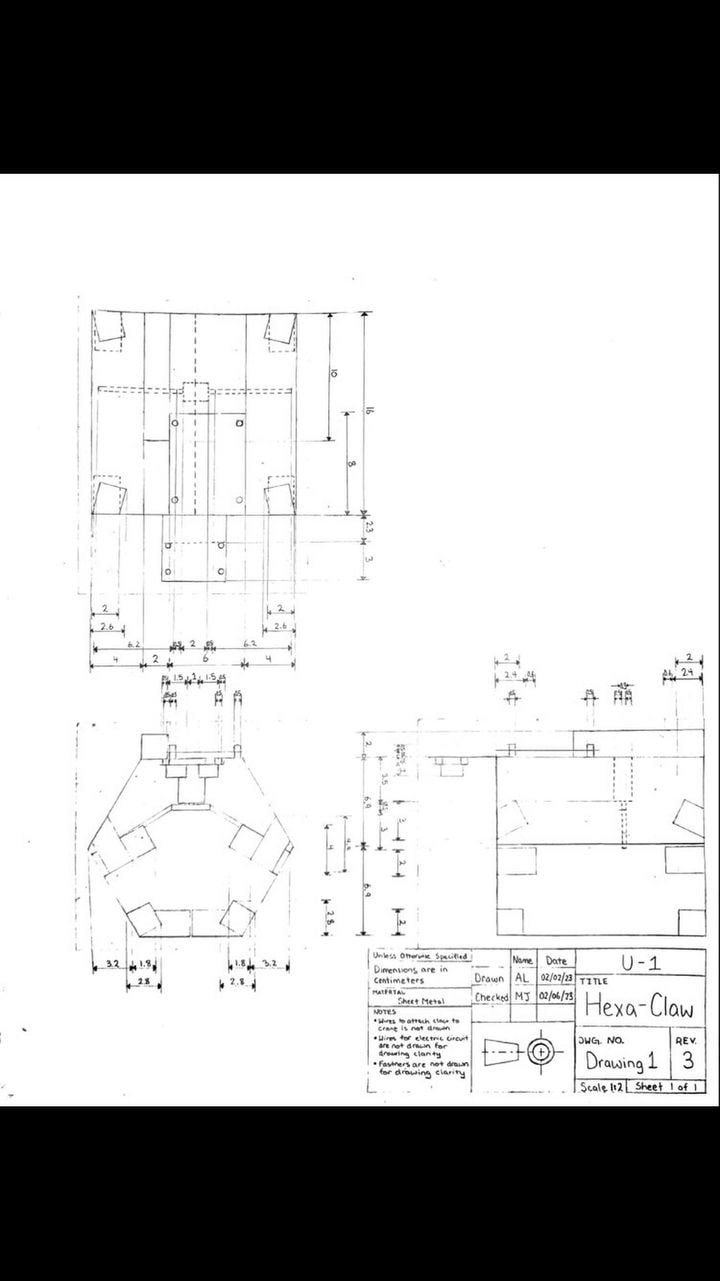 10
16
8
2.3
3
2
2
2.6
2.6
6.2
2
6.2
4
2
6
4
1.5
2
1.5
2
2
2.4
2.4
2
3.5
6.9
3
3
4
2
6.9
2.8
2
3.2
1.8
1.8
3.2
2.8
2.8
Unless Otherwise Specified
Dimensions are in
Centimeters
MATERIAL
Sheet Metal
NOTES
• Wires to attach claw to
crane is not drawn
• Wires for electric circuit
are not drawn for
drawing clarity
• Fastners are not drawn
for drawing clarity
Name Date
Drawn AL 02/02/23
Checked MJ 02/06/23
U-1
TITLE
Hexa-Claw
DWG. NO.
Drawing 1
REV.
3
Scale 1:2 Sheet 1 of 1